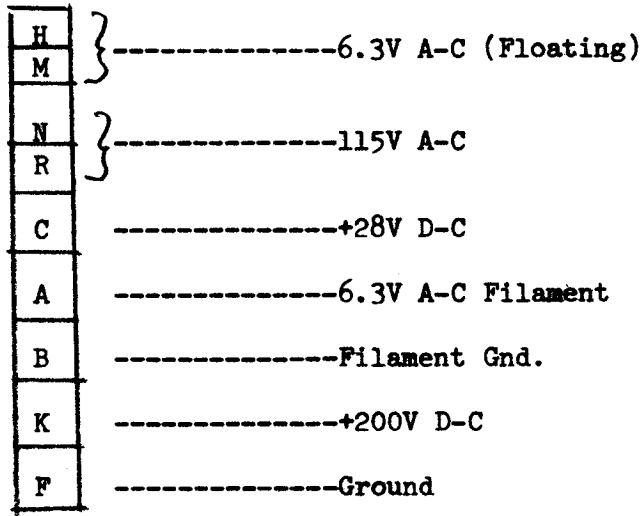 H
M --------------6.3V A-C (Floating)
N
R --------------115V A-C
C --------------+28V D-C
A --------------6.3V A-C Filament
B --------------Filament Gnd.
K --------------+200V D-C
F --------------Ground